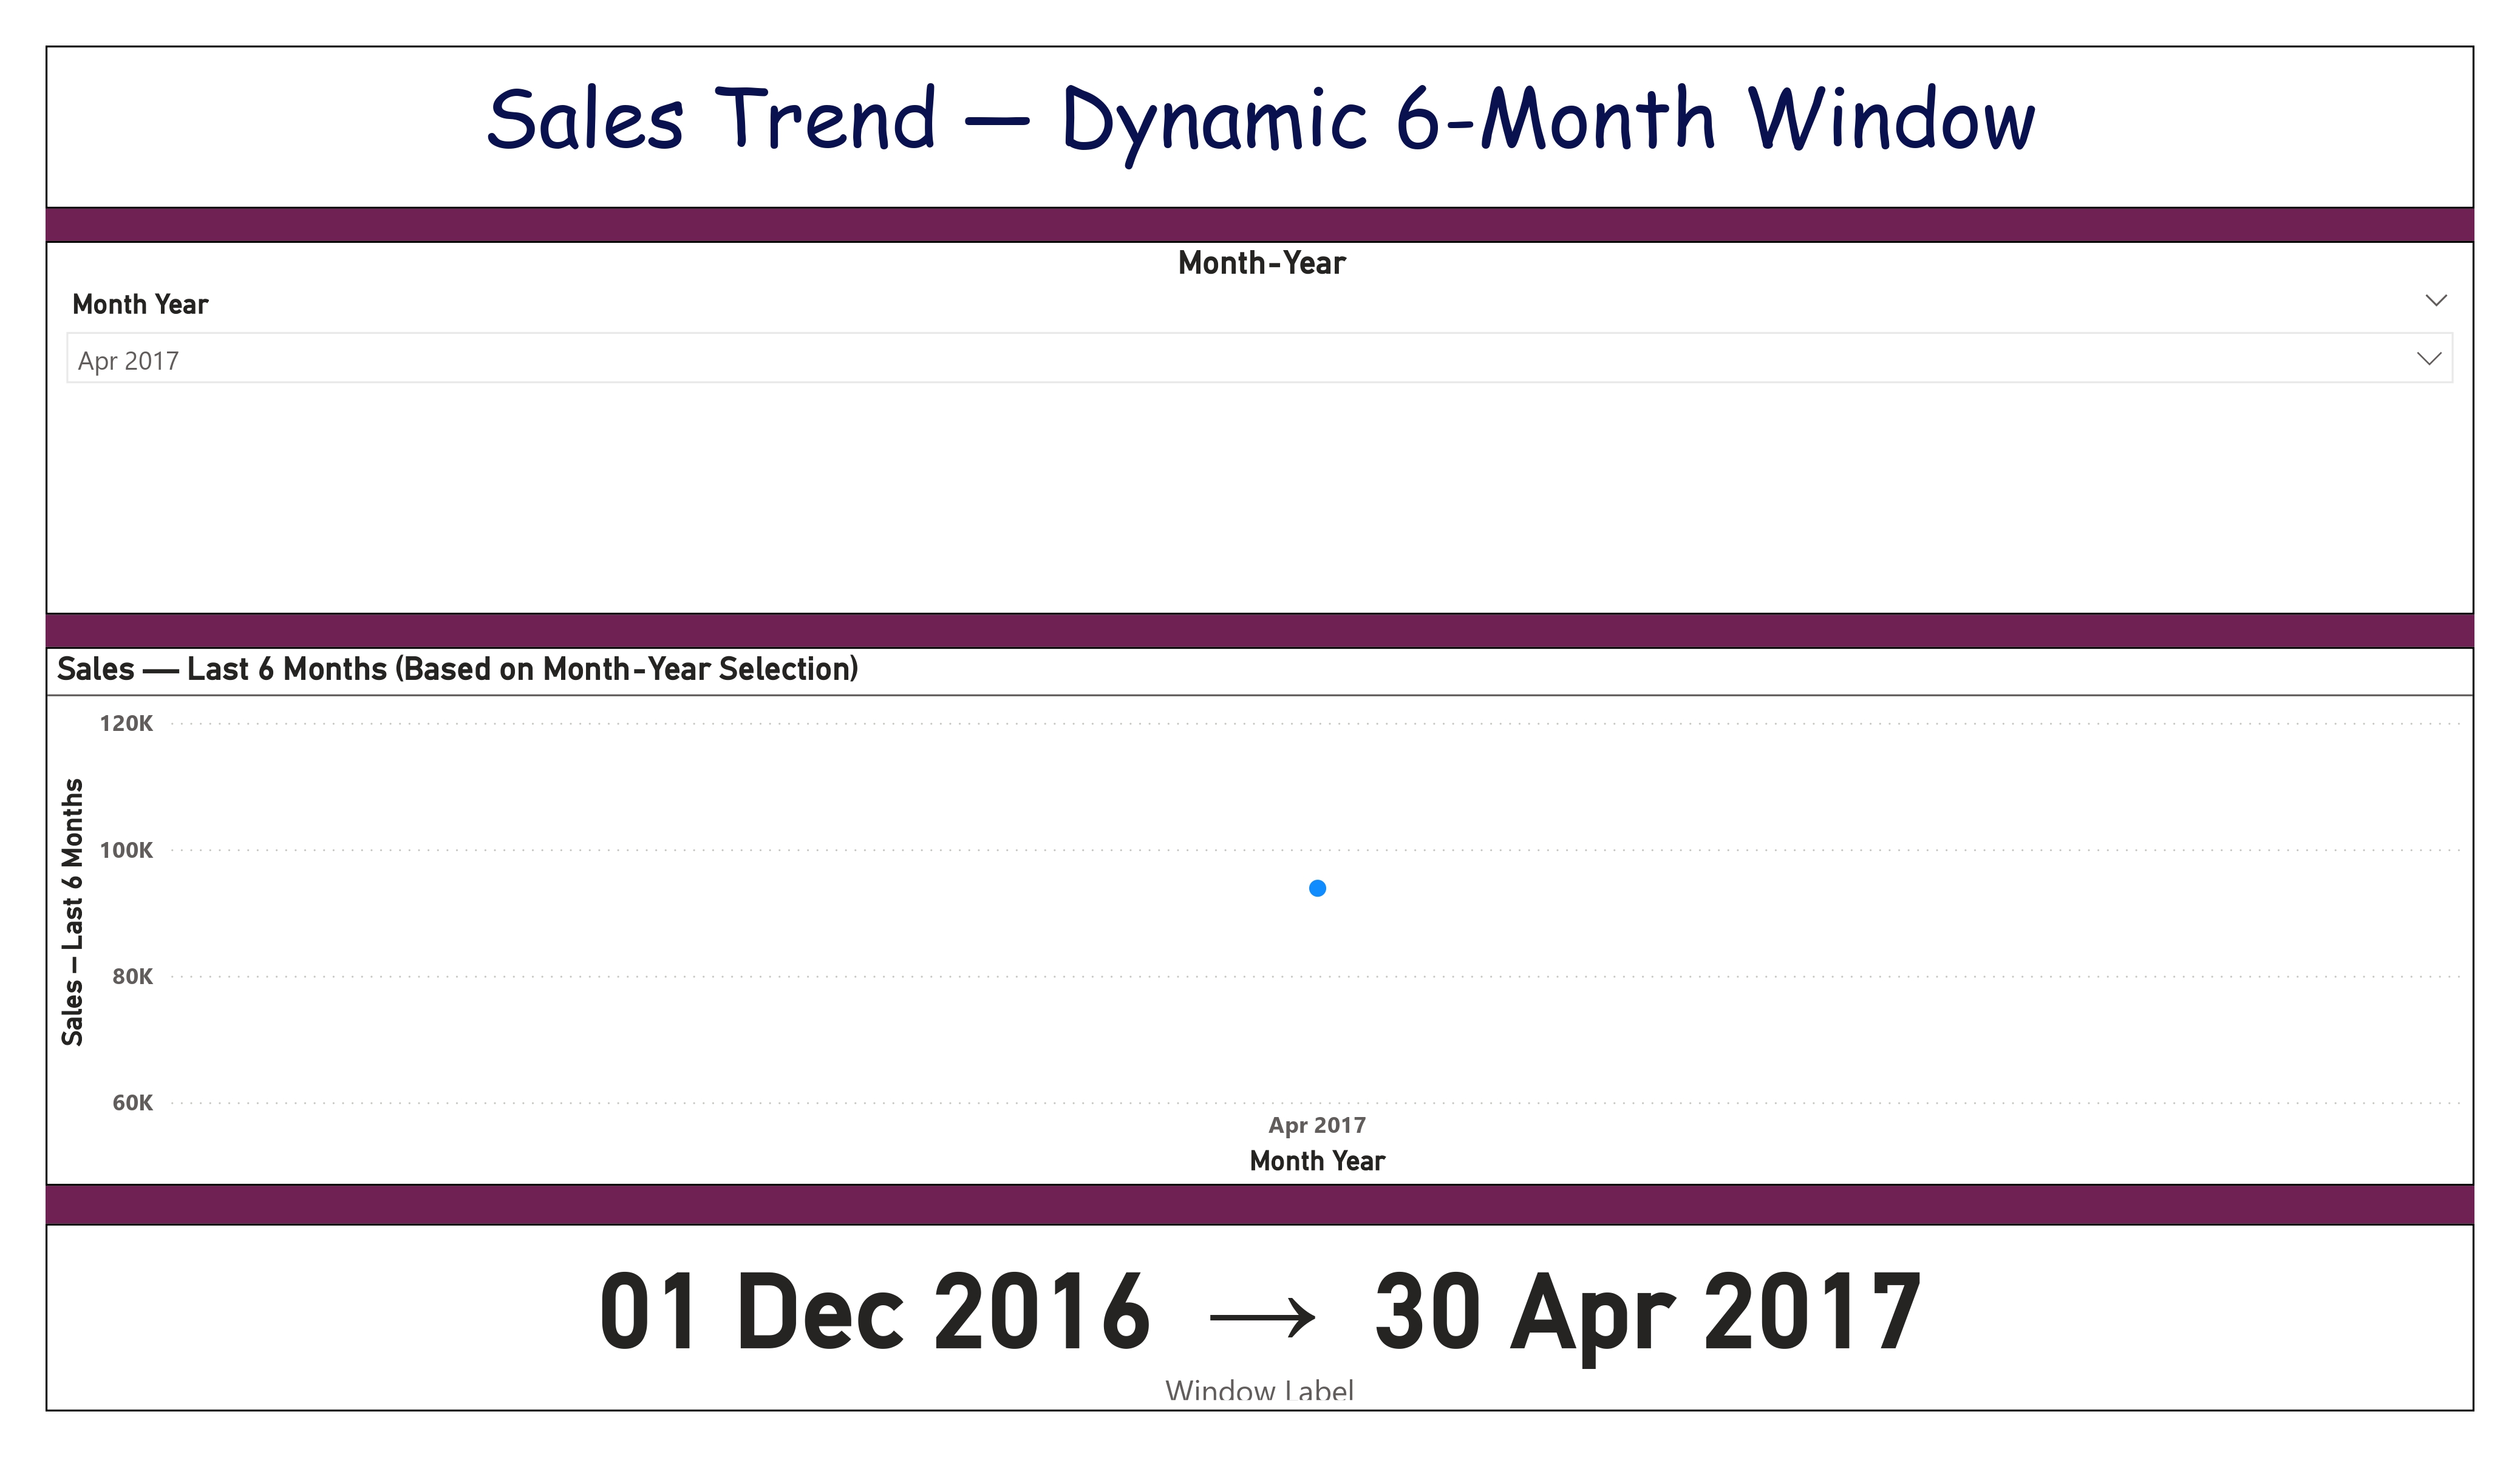 Sales Trend — Dynamic 6-Month Window
Month-Year
Month Year
Apr 2017
Sales — Last 6 Months (Based on Month-Year Selection)
120K
100K
80K
60K
Sales – Last 6 Months
Apr 2017
Month Year
01 Dec 2016 → 30 Apr 2017
Window Label